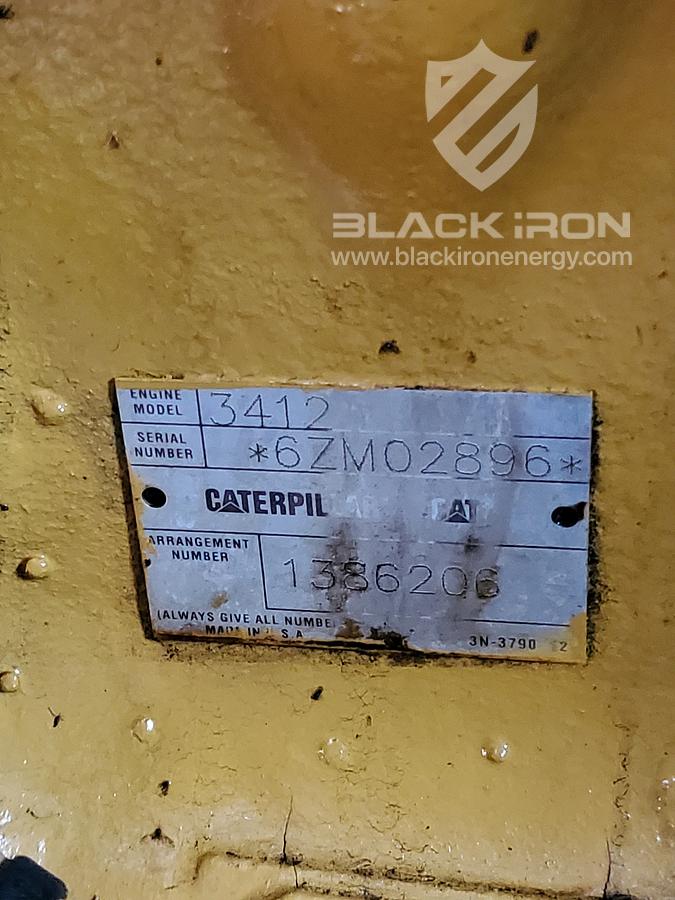 BLACK iRON
www.blackironenergy.com
ENGINE
MODEL 3412
SERIAL
NUMBER *6ZM02896*
CATERPIL CAT
ARRANGEMENT
NUMBER 1386206
(ALWAYS GIVE ALL NUMBE
MADE IN U.S.A
3N-3790 2